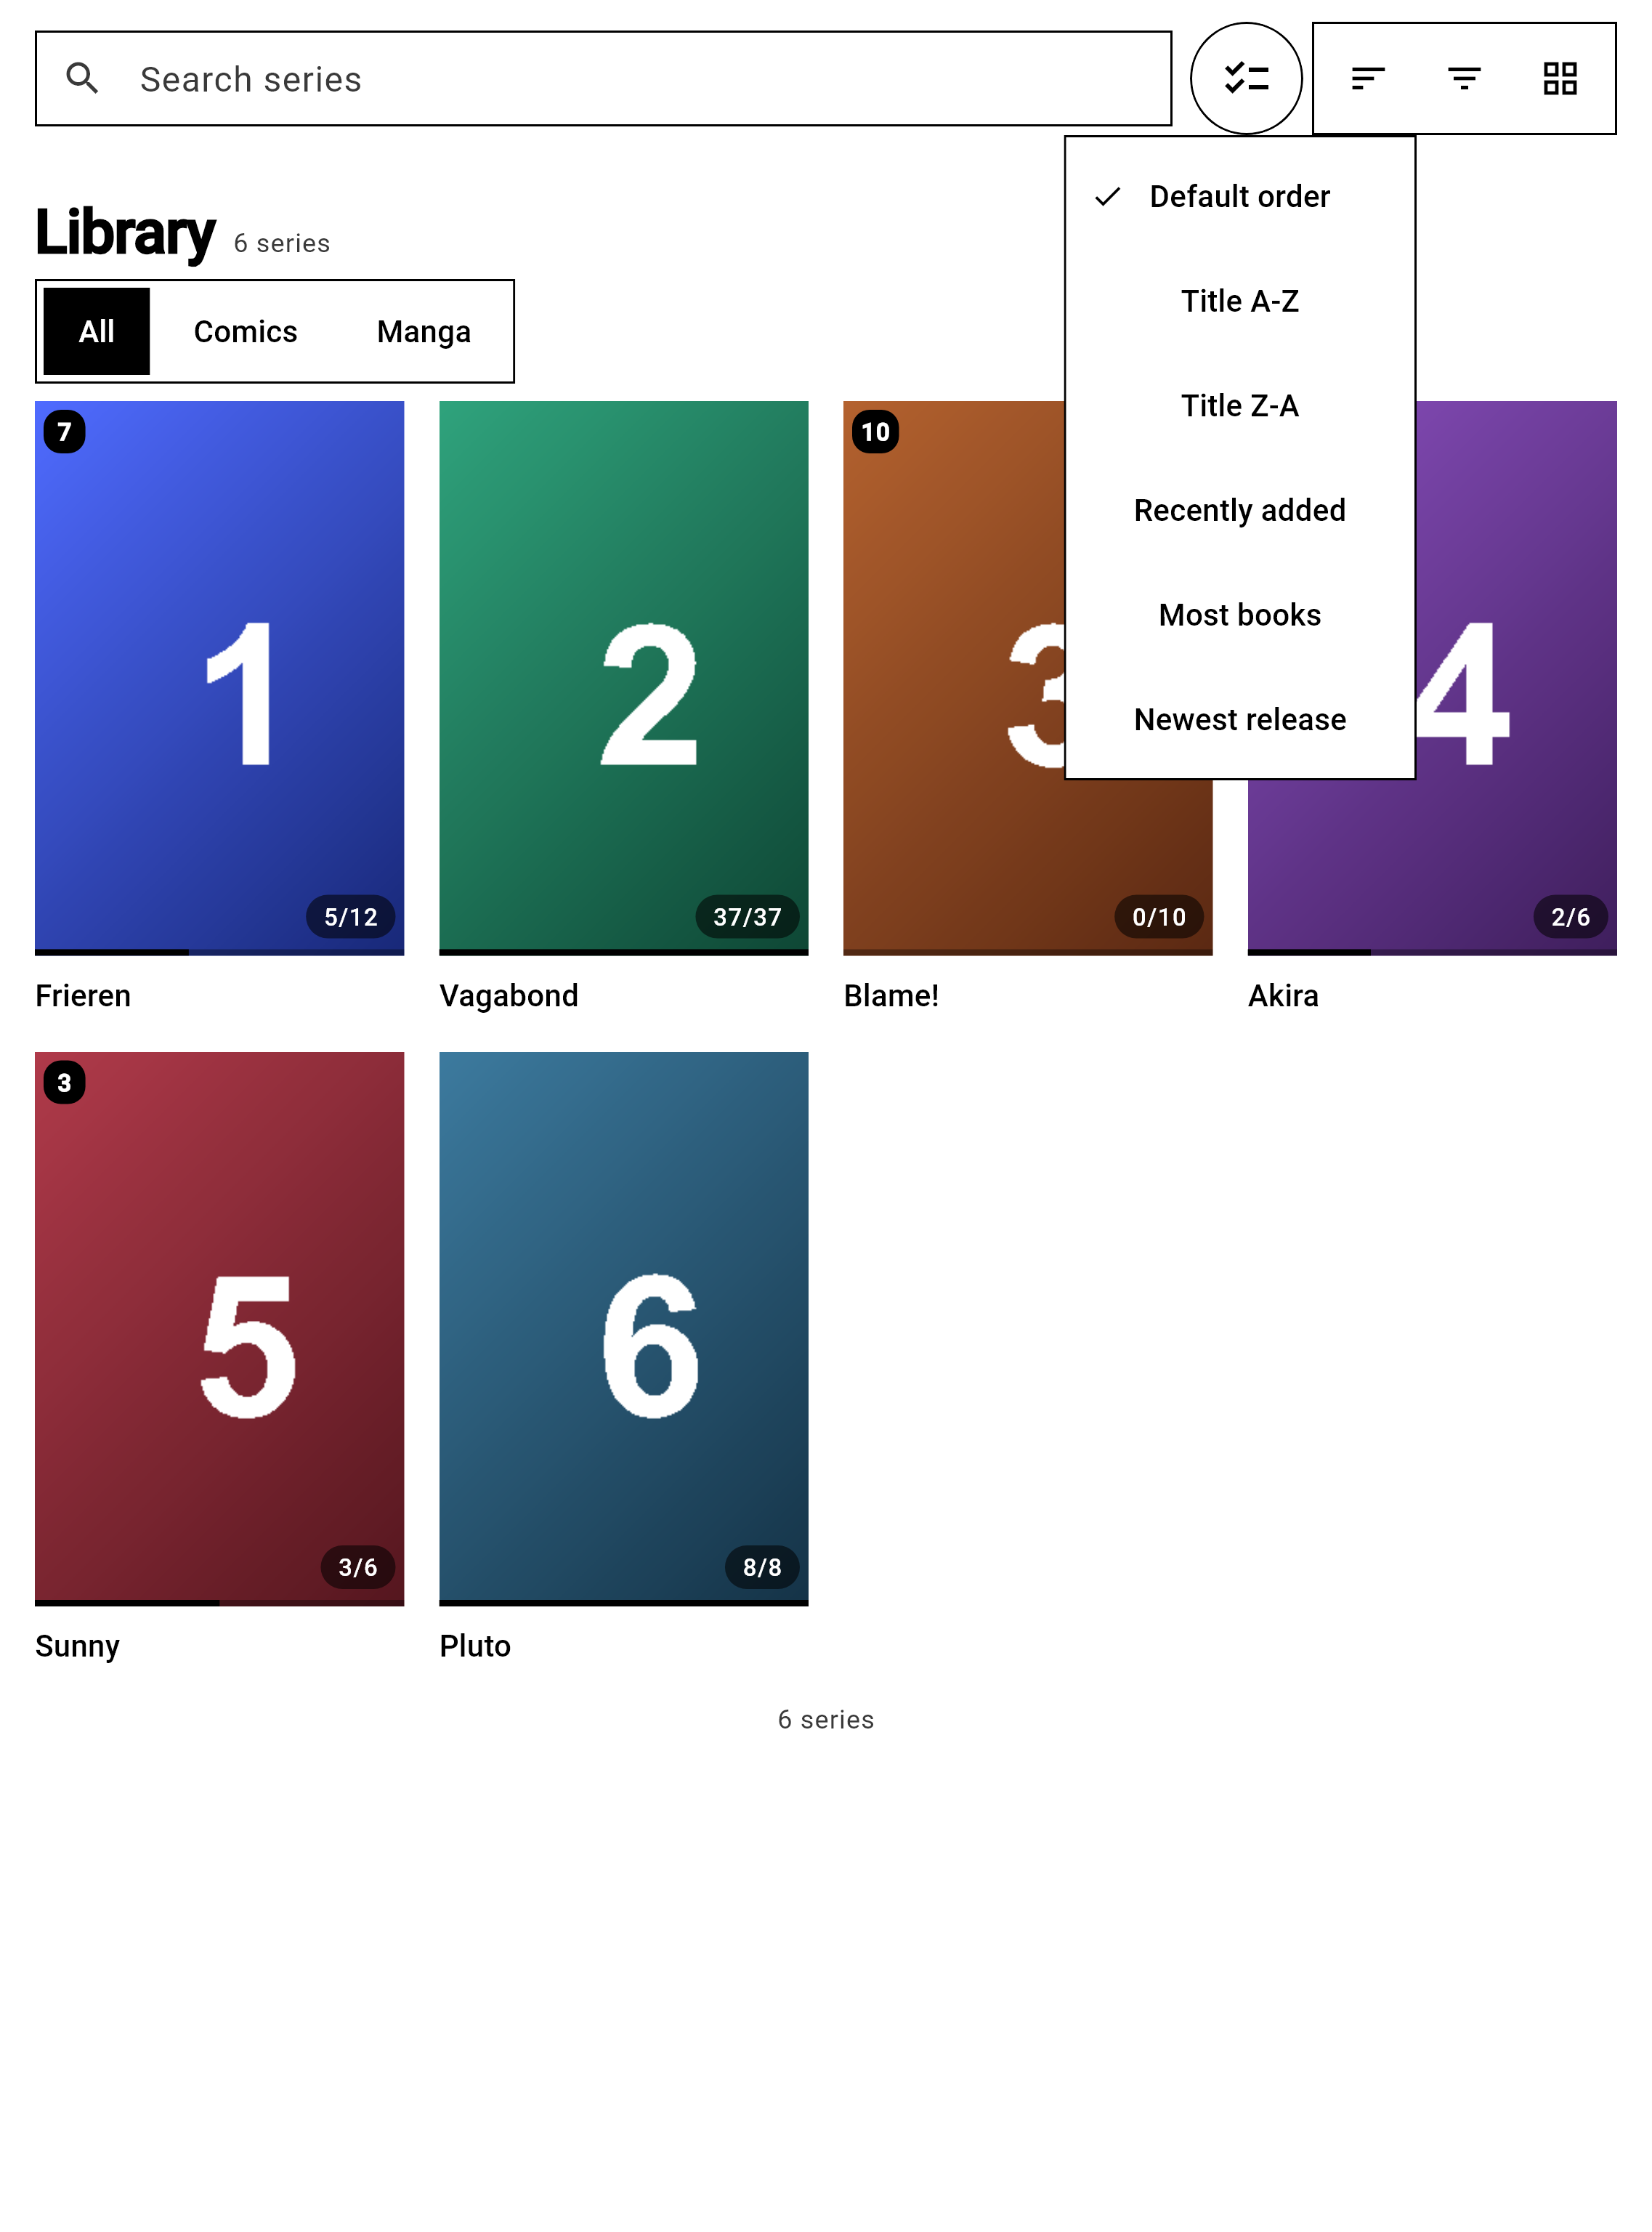 Search series
Default order
Title A-Z
Title Z-A
Recently added
Most books
Newest release
Library 6 series
All Comics Manga
7
1
5/12
Frieren
2
37/37
Vagabond
10
3
0/10
Blame!
4
2/6
Akira
3
5
3/6
Sunny
6
8/8
Pluto
6 series